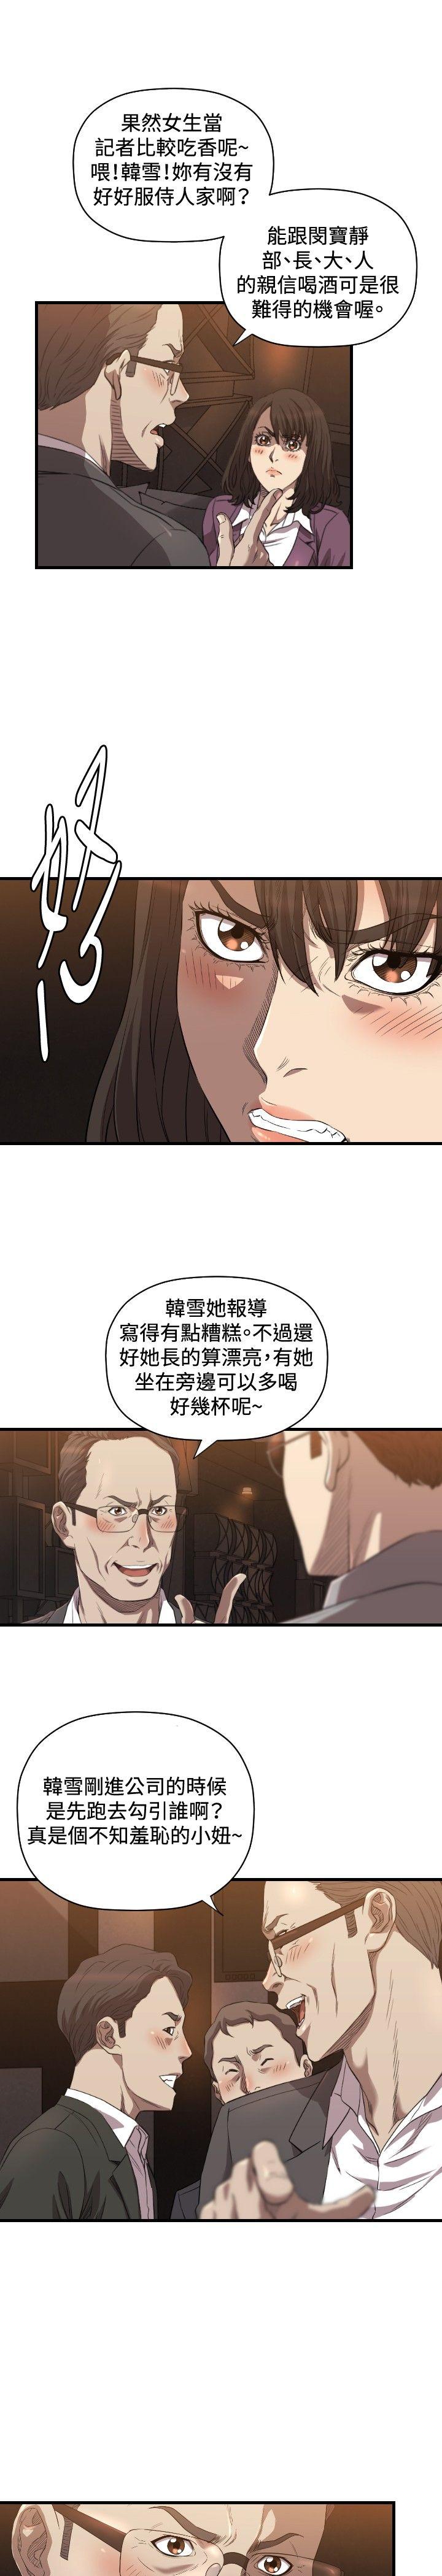 果然女生當
記者比較吃香呢~
喂!韓雪!妳有沒有
好好服侍人家啊?
能跟閔寶靜
部、長、大、人
的親信喝酒可是很
難得的機會喔。
韓雪她報導
寫得有點糟糕。不過還
好她長的算漂亮,有她
坐在旁邊可以多喝
好幾杯呢~
韓雪剛進公司的時候
是先跑去勾引誰啊?
真是個不知羞恥的小妞~